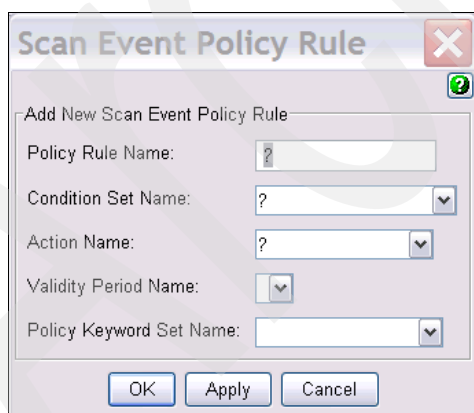 Scan Event Policy Rule
Add New Scan Event Policy Rule
Policy Rule Name: ?
Condition Set Name: ?
Action Name: ?
Validity Period Name:
Policy Keyword Set Name:
OK Apply Cancel